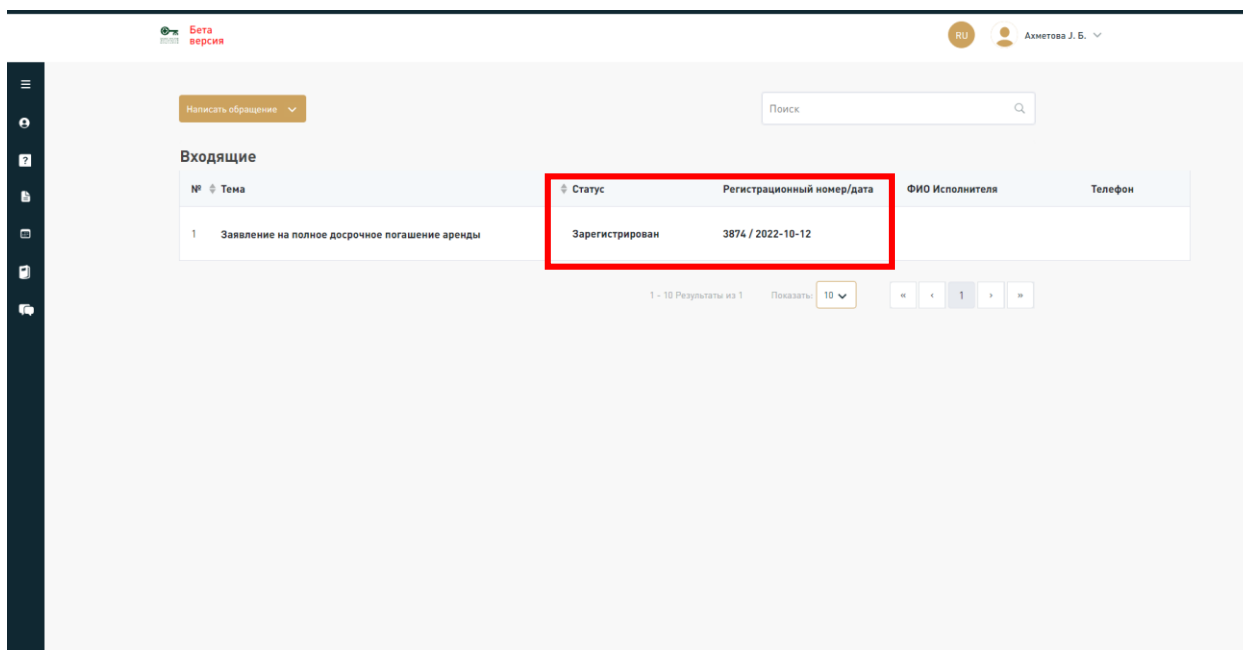 Бета
версия
RU
Ахметова J. Б.
Написать обращение
Поиск
Входящие
№ Тема Статус Регистрационный номер/дата ФИО Исполнителя Телефон
1 Заявление на полное досрочное погашение аренды Зарегистрирован 3874 / 2022-10-12
1 - 10 Результаты из 1 Показать: 10 « ‹ 1 › »